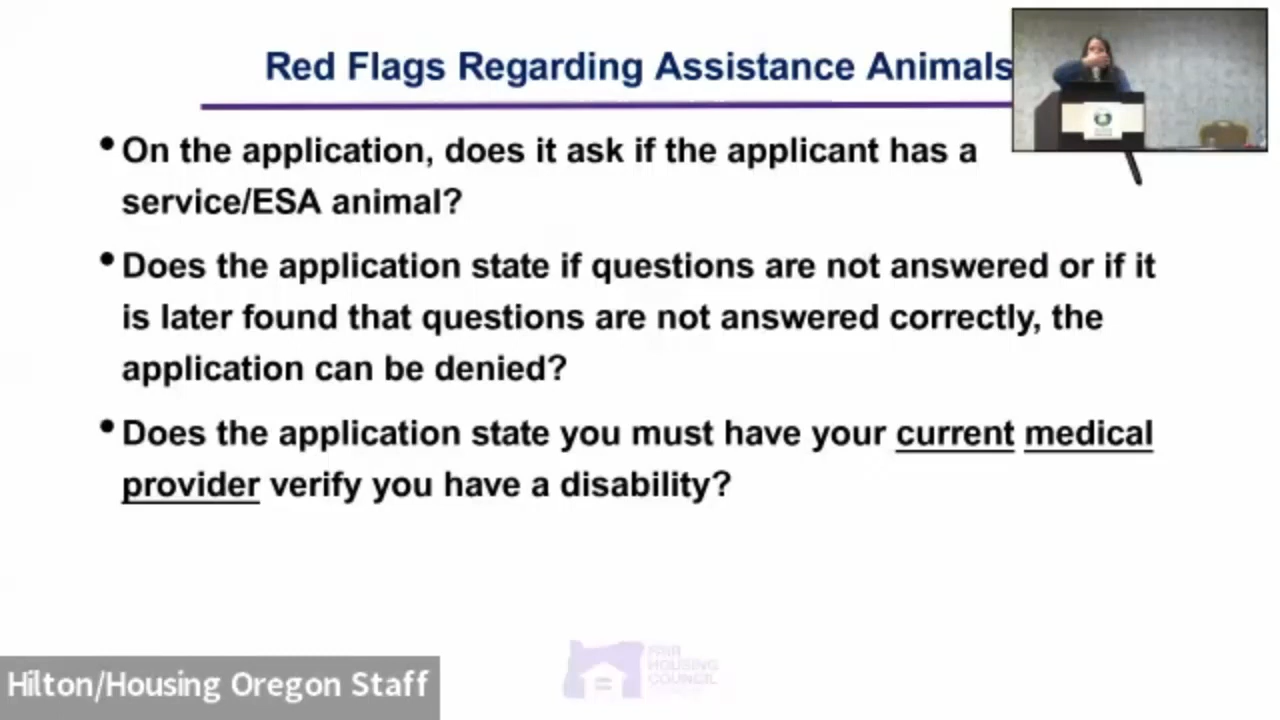 Red Flags Regarding Assistance Animals
• On the application, does it ask if the applicant has a
service/ESA animal?
• Does the application state if questions are not answered or if it
is later found that questions are not answered correctly, the
application can be denied?
• Does the application state you must have your current medical
provider verify you have a disability?
FAIR
HOUSING
COUNCIL
Hilton/Housing Oregon Staff